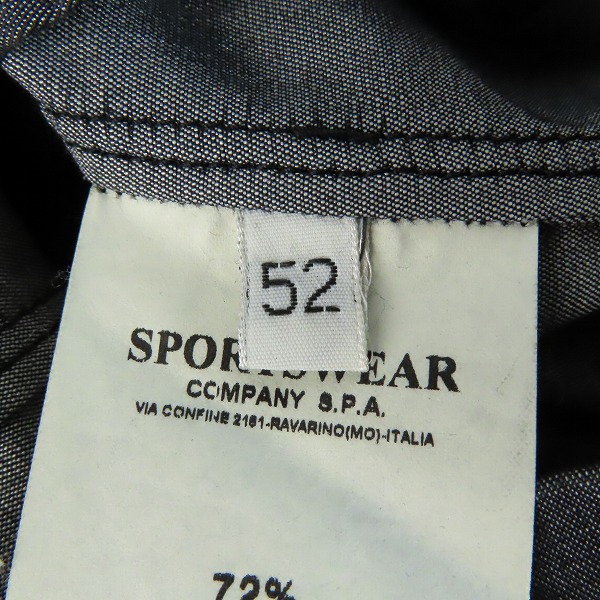 52
SPORTSWEAR
COMPANY S.P.A.
VIA CONFINE 2161-RAVARINO(MO)-ITALIA
72%